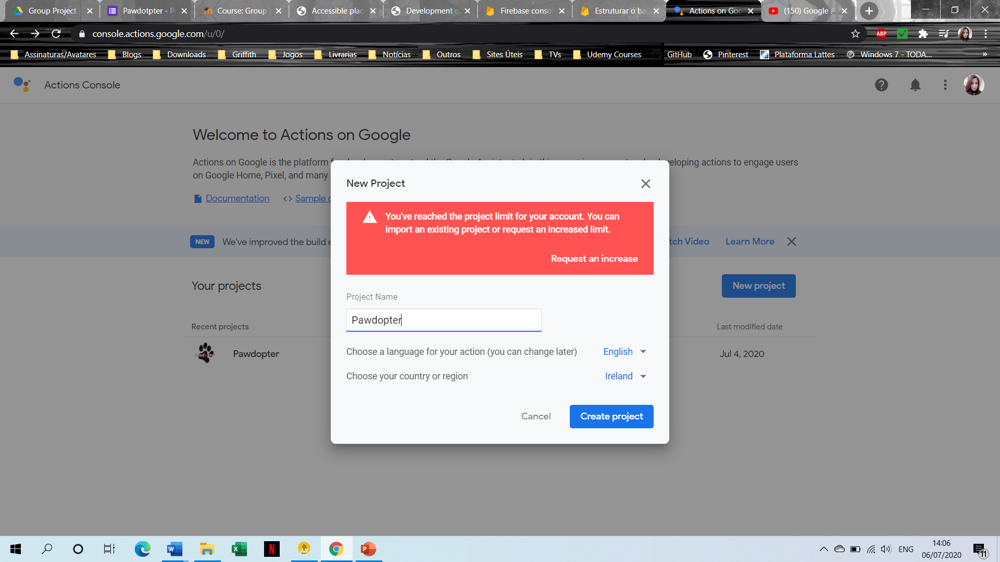 Group Project
Pawdotpter - P
Course: Group
Accessible plac
Development o
Firebase conso
Estruturar o ba
Actions on Goo
(150) Google A
console.actions.google.com/u/0/
ABP
Assinaturas/Avatares
Blogs
Downloads
Griffith
Jogos
Livrarias
Notícias
Outros
Sites Úteis
TVs
Udemy Courses
GitHub
Pinterest
Plataforma Lattes
Windows 7 - TODA...
»
Actions Console
Welcome to Actions on Google
Actions on Google is the platform
eloping actions to engage users
on Google Home, Pixel, and many
Documentation
Sample
NEW
We've improved the build e
tch Video
Learn More
Your projects
New project
Recent projects
Last modified date
Pawdopter
Jul 4, 2020
New Project
You've reached the project limit for your account. You can
import an existing project or request an increased limit.
Request an increase
Project Name
Pawdopter
Choose a language for your action (you can change later)
English
Choose your country or region
Ireland
Cancel
Create project
ENG
14:06
06/07/2020
11